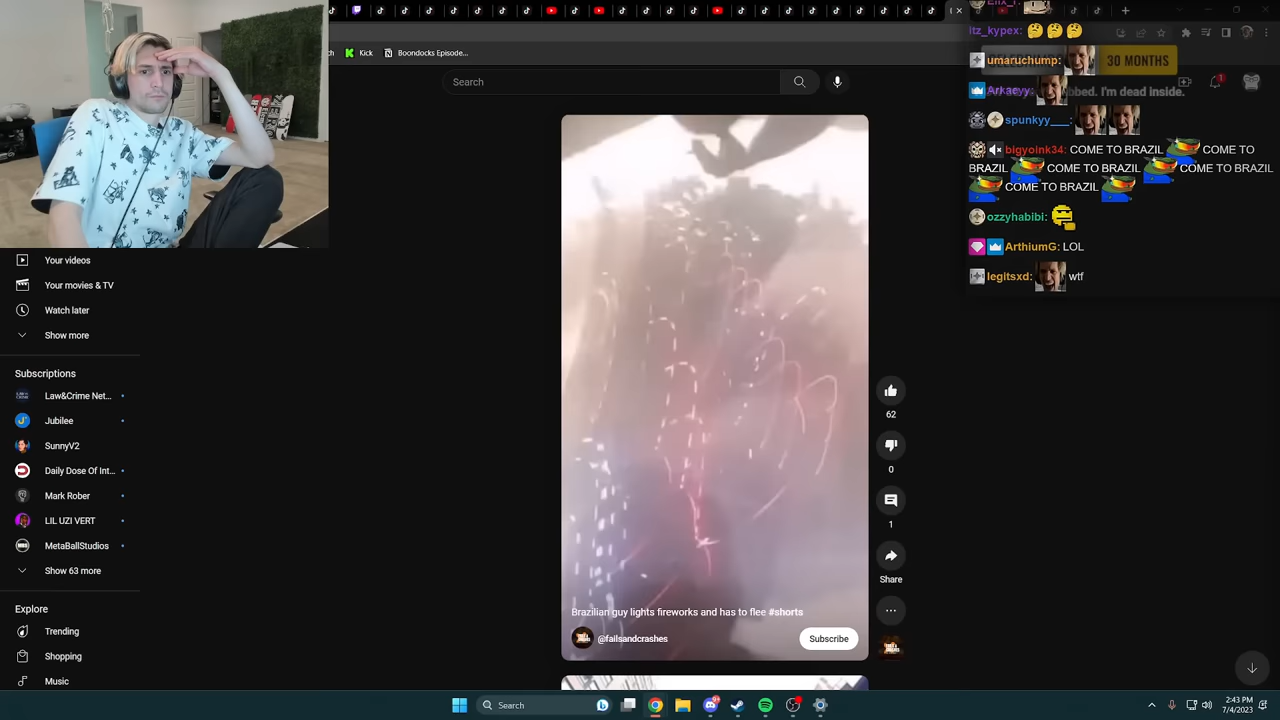 Kick
Boondocks Episode...
Search
Your videos
Your movies & TV
Watch later
Show more
Subscriptions
Law&Crime Net...
Jubilee
SunnyV2
Daily Dose Of Int...
Mark Rober
LIL UZI VERT
MetaBallStudios
Show 63 more
Explore
Trending
Shopping
Music
62
0
1
Share
Brazilian guy lights fireworks and has to flee #shorts
@failsandcrashes
Subscribe
itz_kypex:
umaruchump:
30 MONTHS
I'm dead inside.
spunkyy___:
bigyoink34: COME TO BRAZIL COME TO
BRAZIL COME TO BRAZIL COME TO BRAZIL
COME TO BRAZIL
ozzyhabibi:
ArthiumG: LOL
legitsxd: wtf
Search
2:43 PM
7/4/2023